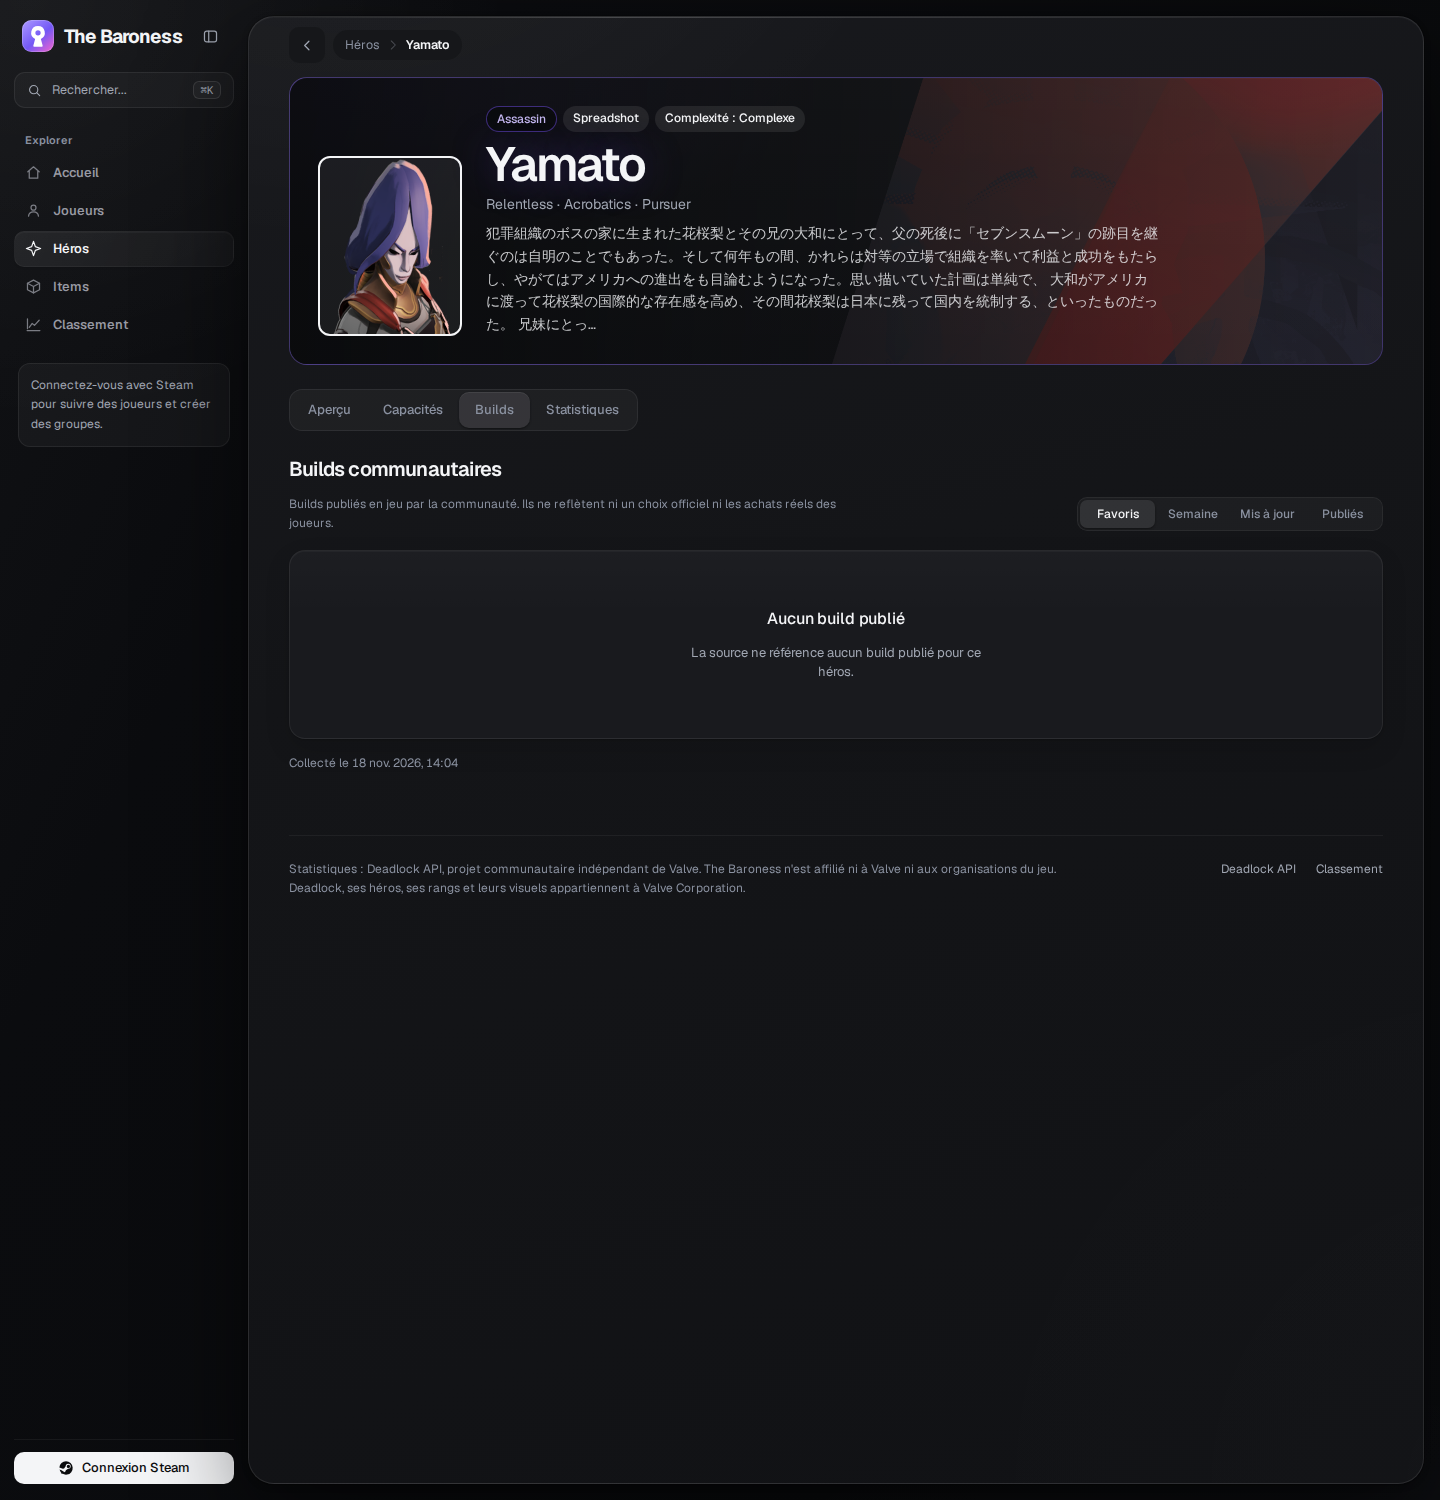 The Baroness
Rechercher...
⌘K
Explorer
Accueil
Joueurs
Héros
Items
Classement
Connectez-vous avec Steam
pour suivre des joueurs et créer
des groupes.
Connexion Steam
Héros
Yamato
Assassin
Spreadshot
Complexité : Complexe
Yamato
Relentless · Acrobatics · Pursuer
犯罪組織のボスの家に生まれた花桜梨とその兄の大和にとって、父の死後に「セブンスムーン」の跡目を継
ぐのは自明のことでもあった。そして何年もの間、かれらは対等の立場で組織を率いて利益と成功をもたら
し、やがてはアメリカへの進出をも目論むようになった。思い描いていた計画は単純で、 大和がアメリカ
に渡って花桜梨の国際的な存在感を高め、その間花桜梨は日本に残って国内を統制する、といったものだっ
た。 兄妹にとっ…
Aperçu
Capacités
Builds
Statistiques
Builds communautaires
Builds publiés en jeu par la communauté. Ils ne reflètent ni un choix officiel ni les achats réels des
joueurs.
Favoris
Semaine
Mis à jour
Publiés
Aucun build publié
La source ne référence aucun build publié pour ce
héros.
Collecté le 18 nov. 2026, 14:04
Statistiques : Deadlock API, projet communautaire indépendant de Valve. The Baroness n'est affilié ni à Valve ni aux organisations du jeu.
Deadlock, ses héros, ses rangs et leurs visuels appartiennent à Valve Corporation.
Deadlock API
Classement